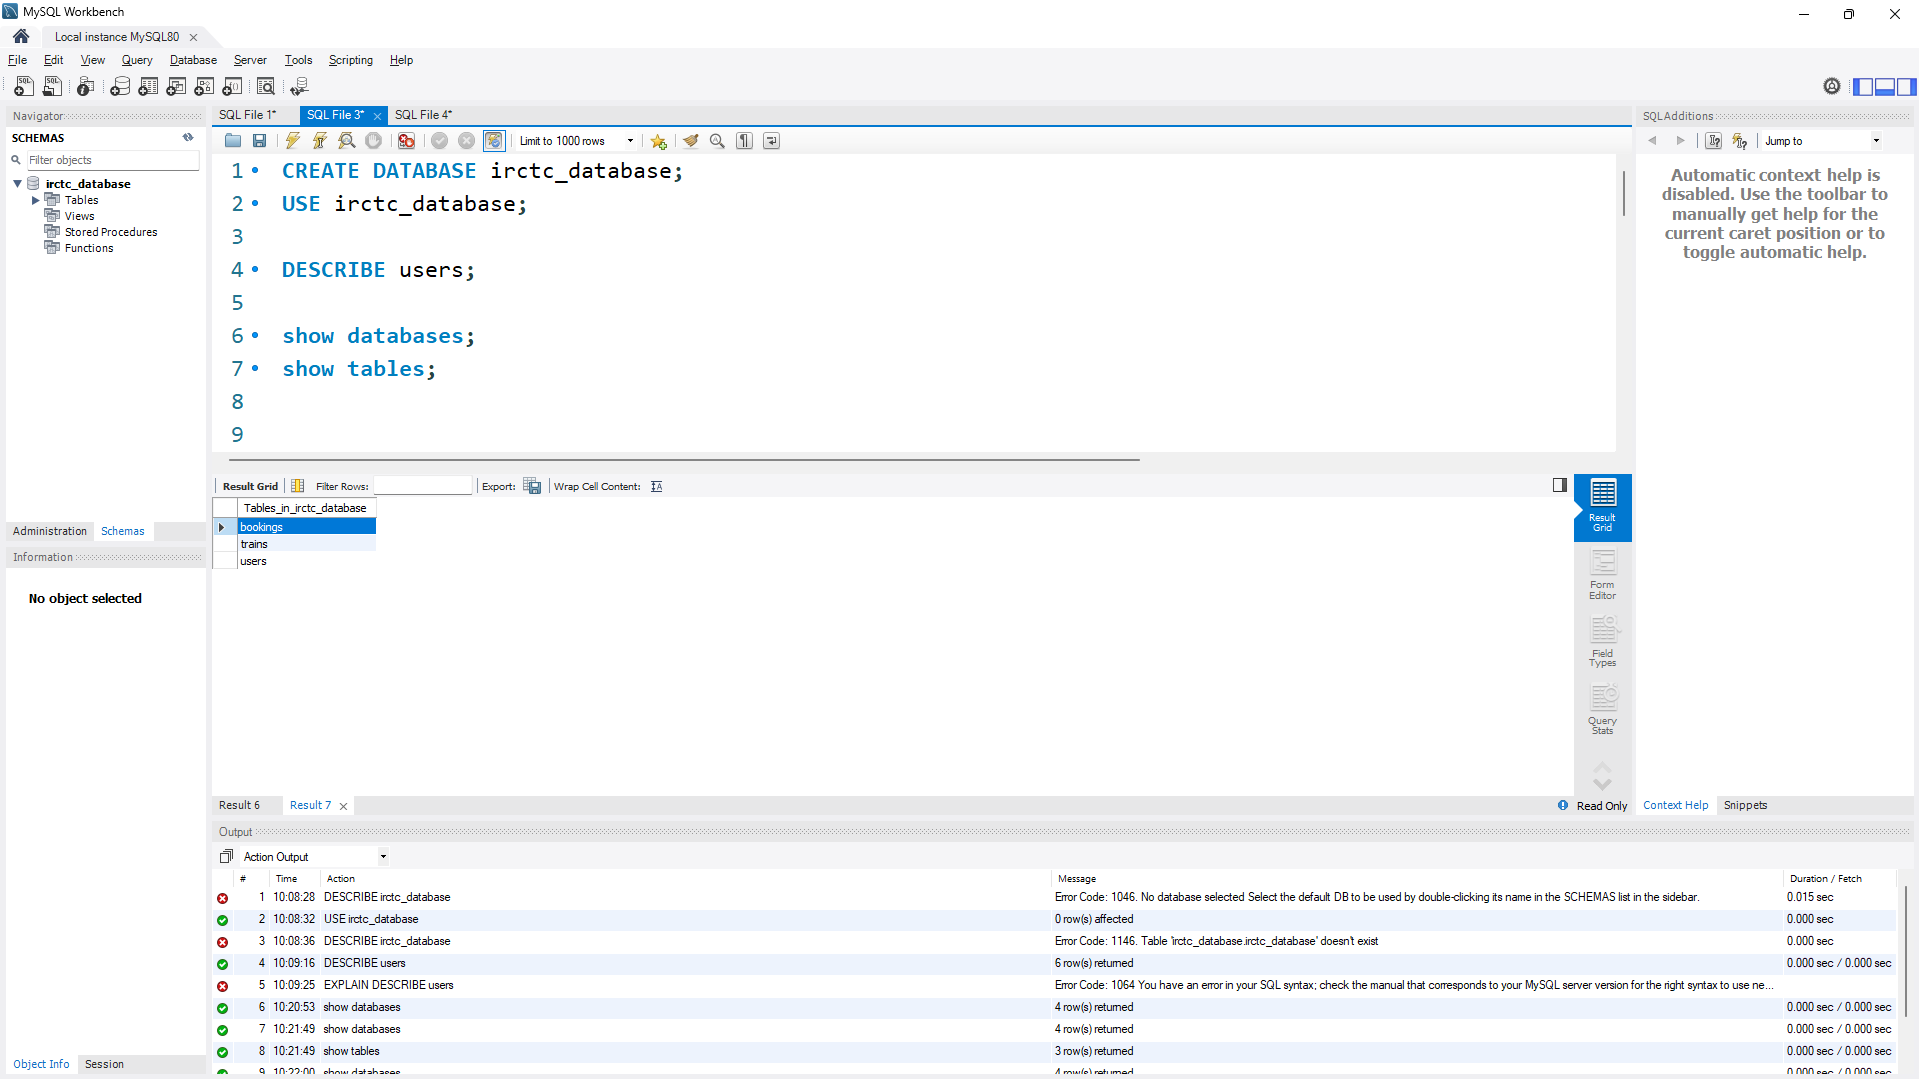 MySQL Workbench
Local instance MySQL80
File Edit View Query Database Server Tools Scripting Help
Navigator
SCHEMAS
Filter objects
irctc_database
Tables
Views
Stored Procedures
Functions
Administration Schemas
Information
No object selected
Object Info Session
SQL File 1* SQL File 3* SQL File 4*
Limit to 1000 rows
1 CREATE DATABASE irctc_database;
2 USE irctc_database;
3
4 DESCRIBE users;
5
6 show databases;
7 show tables;
8
9
Result Grid Filter Rows: Export: Wrap Cell Content:
Tables_in_irctc_database
bookings
trains
users
Result Grid
Form Editor
Field Types
Query Stats
Result 6 Result 7 Read Only
SQLAdditions
Jump to
Automatic context help is
disabled. Use the toolbar to
manually get help for the
current caret position or to
toggle automatic help.
Context Help Snippets
Output
Action Output
# Time Action Message Duration / Fetch
1 10:08:28 DESCRIBE irctc_database Error Code: 1046. No database selected Select the default DB to be used by double-clicking its name in the SCHEMAS list in the sidebar. 0.015 sec
2 10:08:32 USE irctc_database 0 row(s) affected 0.000 sec
3 10:08:36 DESCRIBE irctc_database Error Code: 1146. Table 'irctc_database.irctc_database' doesn't exist 0.000 sec
4 10:09:16 DESCRIBE users 6 row(s) returned 0.000 sec / 0.000 sec
5 10:09:25 EXPLAIN DESCRIBE users Error Code: 1064 You have an error in your SQL syntax; check the manual that corresponds to your MySQL server version for the right syntax to use ne...
6 10:20:53 show databases 4 row(s) returned 0.000 sec / 0.000 sec
7 10:21:49 show databases 4 row(s) returned 0.000 sec / 0.000 sec
8 10:21:49 show tables 3 row(s) returned 0.000 sec / 0.000 sec
9 10:22:00 show databases 4 row(s) returned 0.000 sec / 0.000 sec